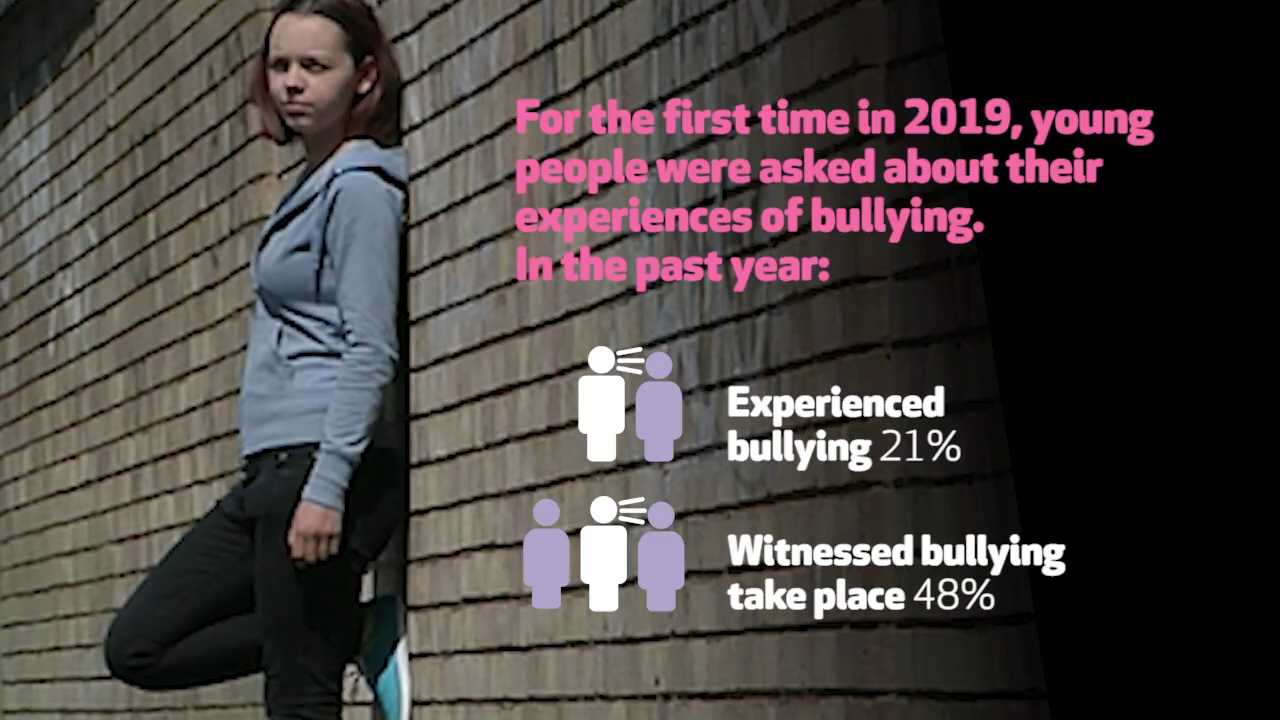 For the first time in 2019, young
people were asked about their
experiences of bullying.
In the past year:
Experienced
bullying 21%
Witnessed bullying
take place 48%